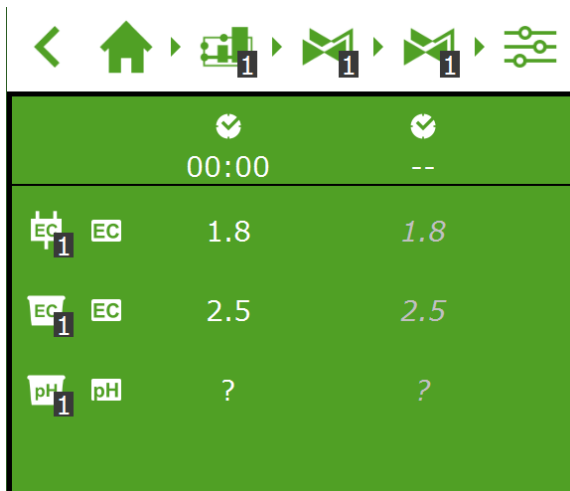 1 1 1
00:00 --
EC 1 EC 1.8 1.8
EC 1 EC 2.5 2.5
pH 1 pH ? ?